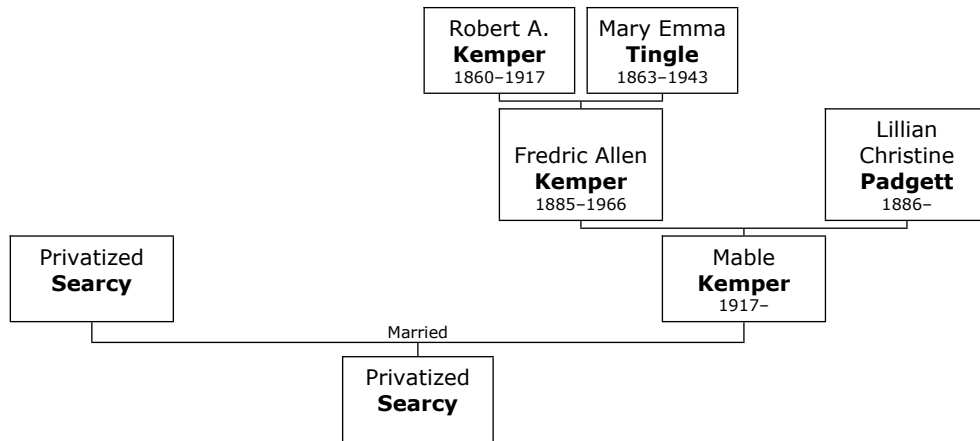 Robert A.
Kemper
1860–1917
Mary Emma
Tingle
1863–1943
Fredric Allen
Kemper
1885–1966
Lillian
Christine
Padgett
1886–
Privatized
Searcy
Mable
Kemper
1917–
Married
Privatized
Searcy